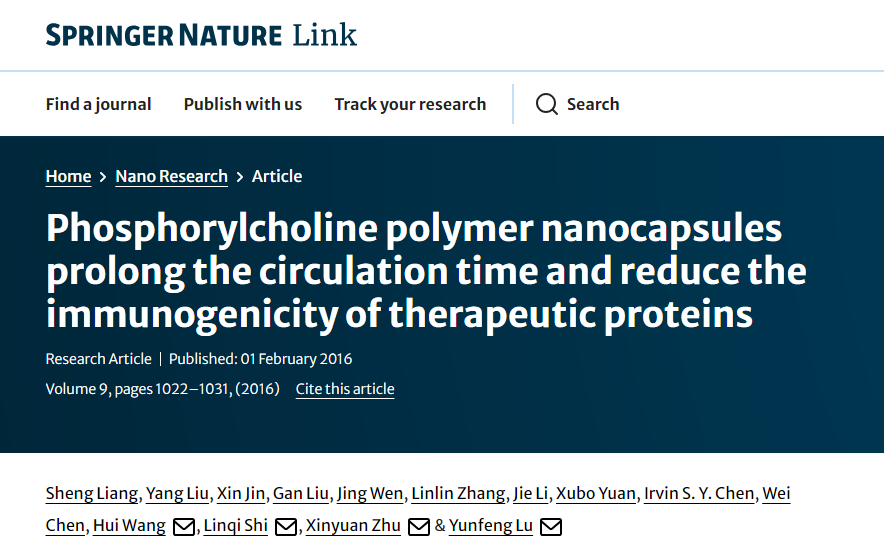 SPRINGER NATURE Link
Find a journal Publish with us Track your research Search
Home > Nano Research > Article
Phosphorylcholine polymer nanocapsules
prolong the circulation time and reduce the
immunogenicity of therapeutic proteins
Research Article | Published: 01 February 2016
Volume 9, pages 1022–1031, (2016) Cite this article
Sheng Liang, Yang Liu, Xin Jin, Gan Liu, Jing Wen, Linlin Zhang, Jie Li, Xubo Yuan, Irvin S. Y. Chen, Wei
Chen, Hui Wang, Linqi Shi, Xinyuan Zhu & Yunfeng Lu